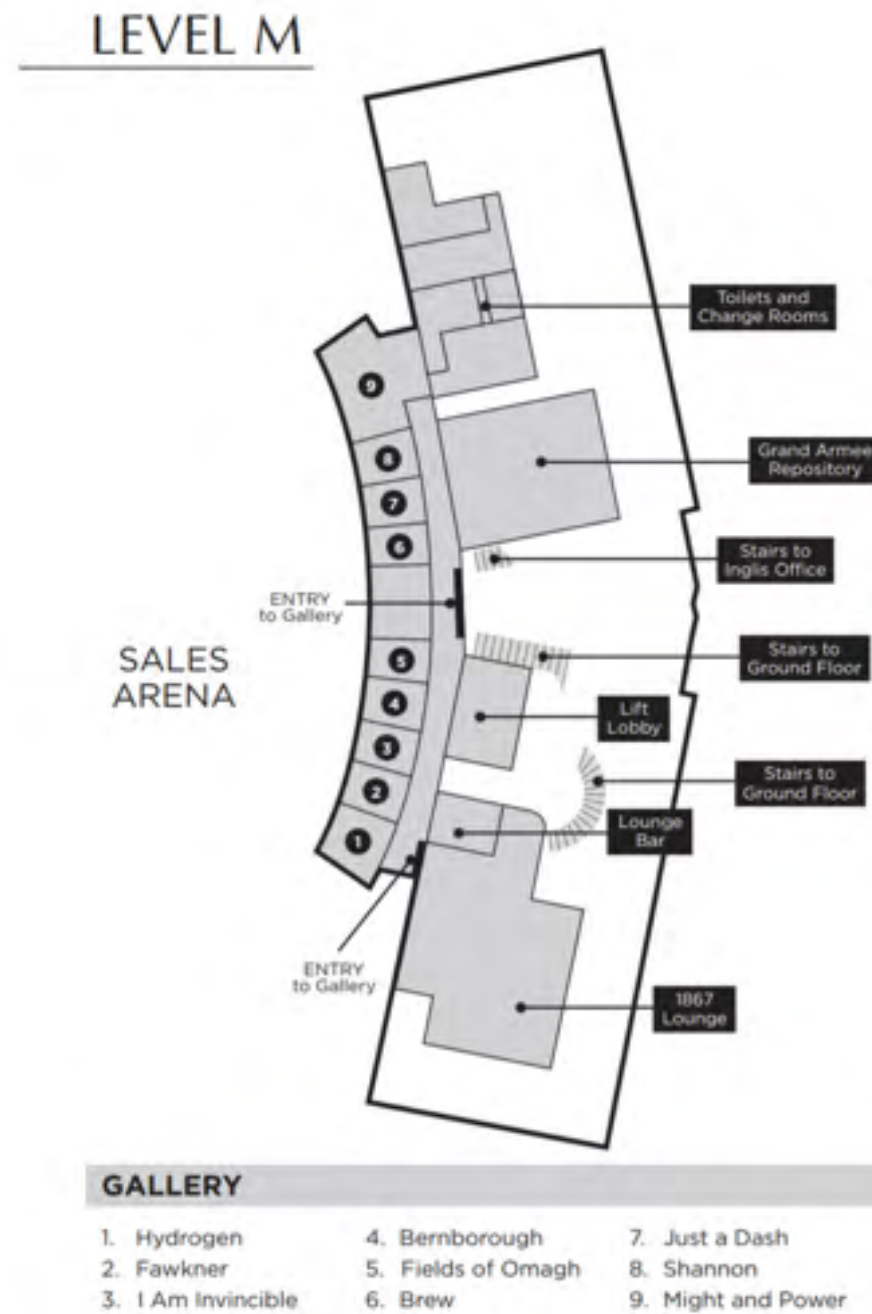 LEVEL M
Toilets and
Change Rooms
9
8
Grand Armee
Repository
7
6
Stairs to
Inglis Office
ENTRY
to Gallery
SALES
ARENA
5
Stairs to
Ground Floor
4
Lift
Lobby
3
Stairs to
Ground Floor
2
Lounge
Bar
1
ENTRY
to Gallery
1867
Lounge
GALLERY
1. Hydrogen
2. Fawkner
3. I Am Invincible
4. Bernborough
5. Fields of Omagh
6. Brew
7. Just a Dash
8. Shannon
9. Might and Power